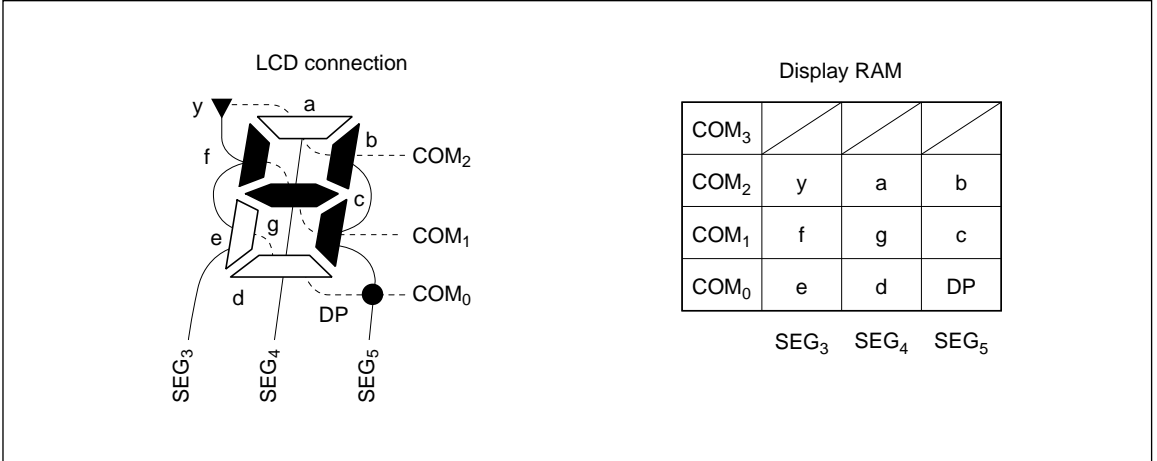 LCD connection
y
a
b
f
COM2
c
g
e
COM1
d
DP
COM0
SEG3
SEG4
SEG5
Display RAM
COM3
COM2 y a b
COM1 f g c
COM0 e d DP
SEG3 SEG4 SEG5